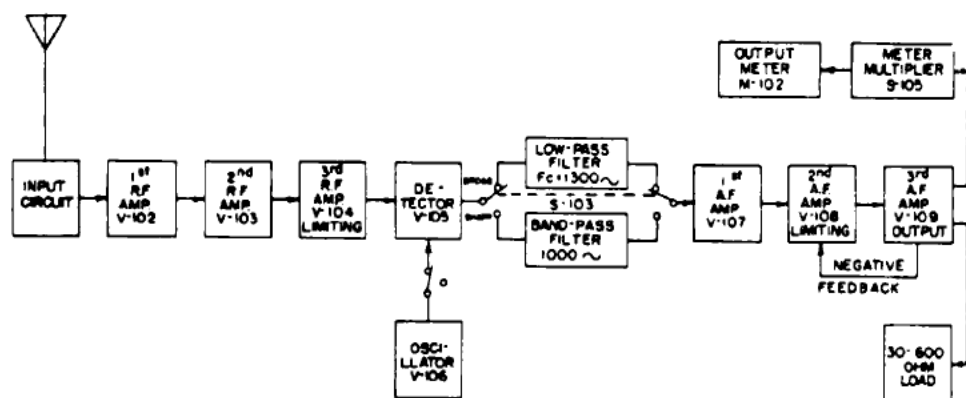 OUTPUT
METER
M-102
METER
MULTIPLIER
S-105
INPUT
CIRCUIT
1st
R.F
AMP
V-102
2nd
R.F
AMP
V-103
3rd
R.F
AMP
V-104
LIMITING
DE-
TECTOR
V-105
BROAD
SHARP
LOW-PASS
FILTER
Fc=1300~
S-103
BAND-PASS
FILTER
1000~
1st
A.F
AMP
V-107
2nd
A.F.
AMP
V-108
LIMITING
3rd
A.F
AMP
V-109
OUTPUT
NEGATIVE
FEEDBACK
OSCI-
LLATOR
V-106
30-600
OHM
LOAD